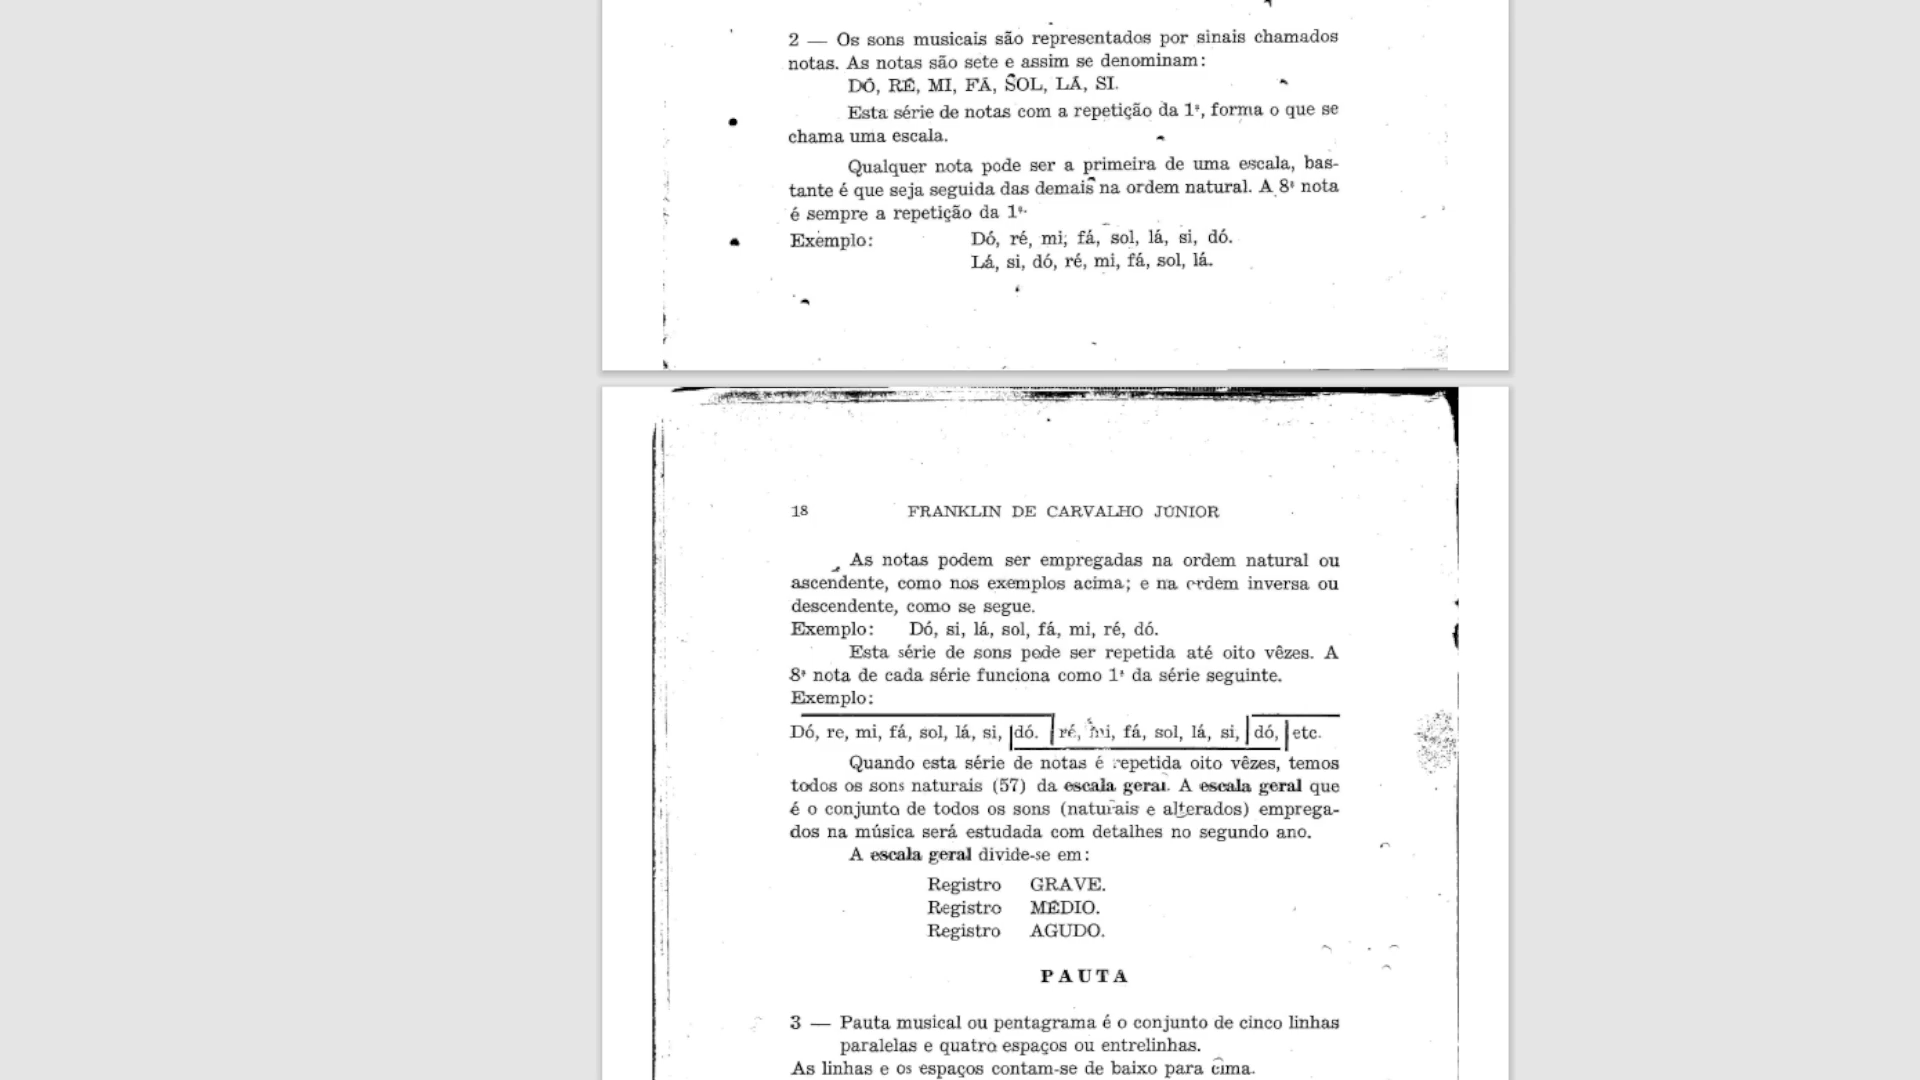 2 — Os sons musicais são representados por sinais chamados
notas. As notas são sete e assim se denominam:
DÓ, RÉ, MI, FÁ, SOL, LÁ, SI.
Esta série de notas com a repetição da 1ª, forma o que se
chama uma escala.
Qualquer nota pode ser a primeira de uma escala, bas-
tante é que seja seguida das demais na ordem natural. A 8ª nota
é sempre a repetição da 1ª.
Exemplo: Dó, ré, mi, fá, sol, lá, si, dó.
Lá, si, dó, ré, mi, fá, sol, lá.
18 FRANKLIN DE CARVALHO JÚNIOR
As notas podem ser empregadas na ordem natural ou
ascendente, como nos exemplos acima; e na ordem inversa ou
descendente, como se segue.
Exemplo: Dó, si, lá, sol, fá, mi, ré, dó.
Esta série de sons pode ser repetida até oito vêzes. A
8ª nota de cada série funciona como 1ª da série seguinte.
Exemplo:
Dó, re, mi, fá, sol, lá, si, dó. ré, mi, fá, sol, lá, si, dó, etc.
Quando esta série de notas é repetida oito vêzes, temos
todos os sons naturais (57) da escala geral. A escala geral que
é o conjunto de todos os sons (naturais e alterados) emprega-
dos na música será estudada com detalhes no segundo ano.
A escala geral divide-se em:
Registro GRAVE.
Registro MÉDIO.
Registro AGUDO.
PAUTA
3 — Pauta musical ou pentagrama é o conjunto de cinco linhas
paralelas e quatro espaços ou entrelinhas.
As linhas e os espaços contam-se de baixo para cima.